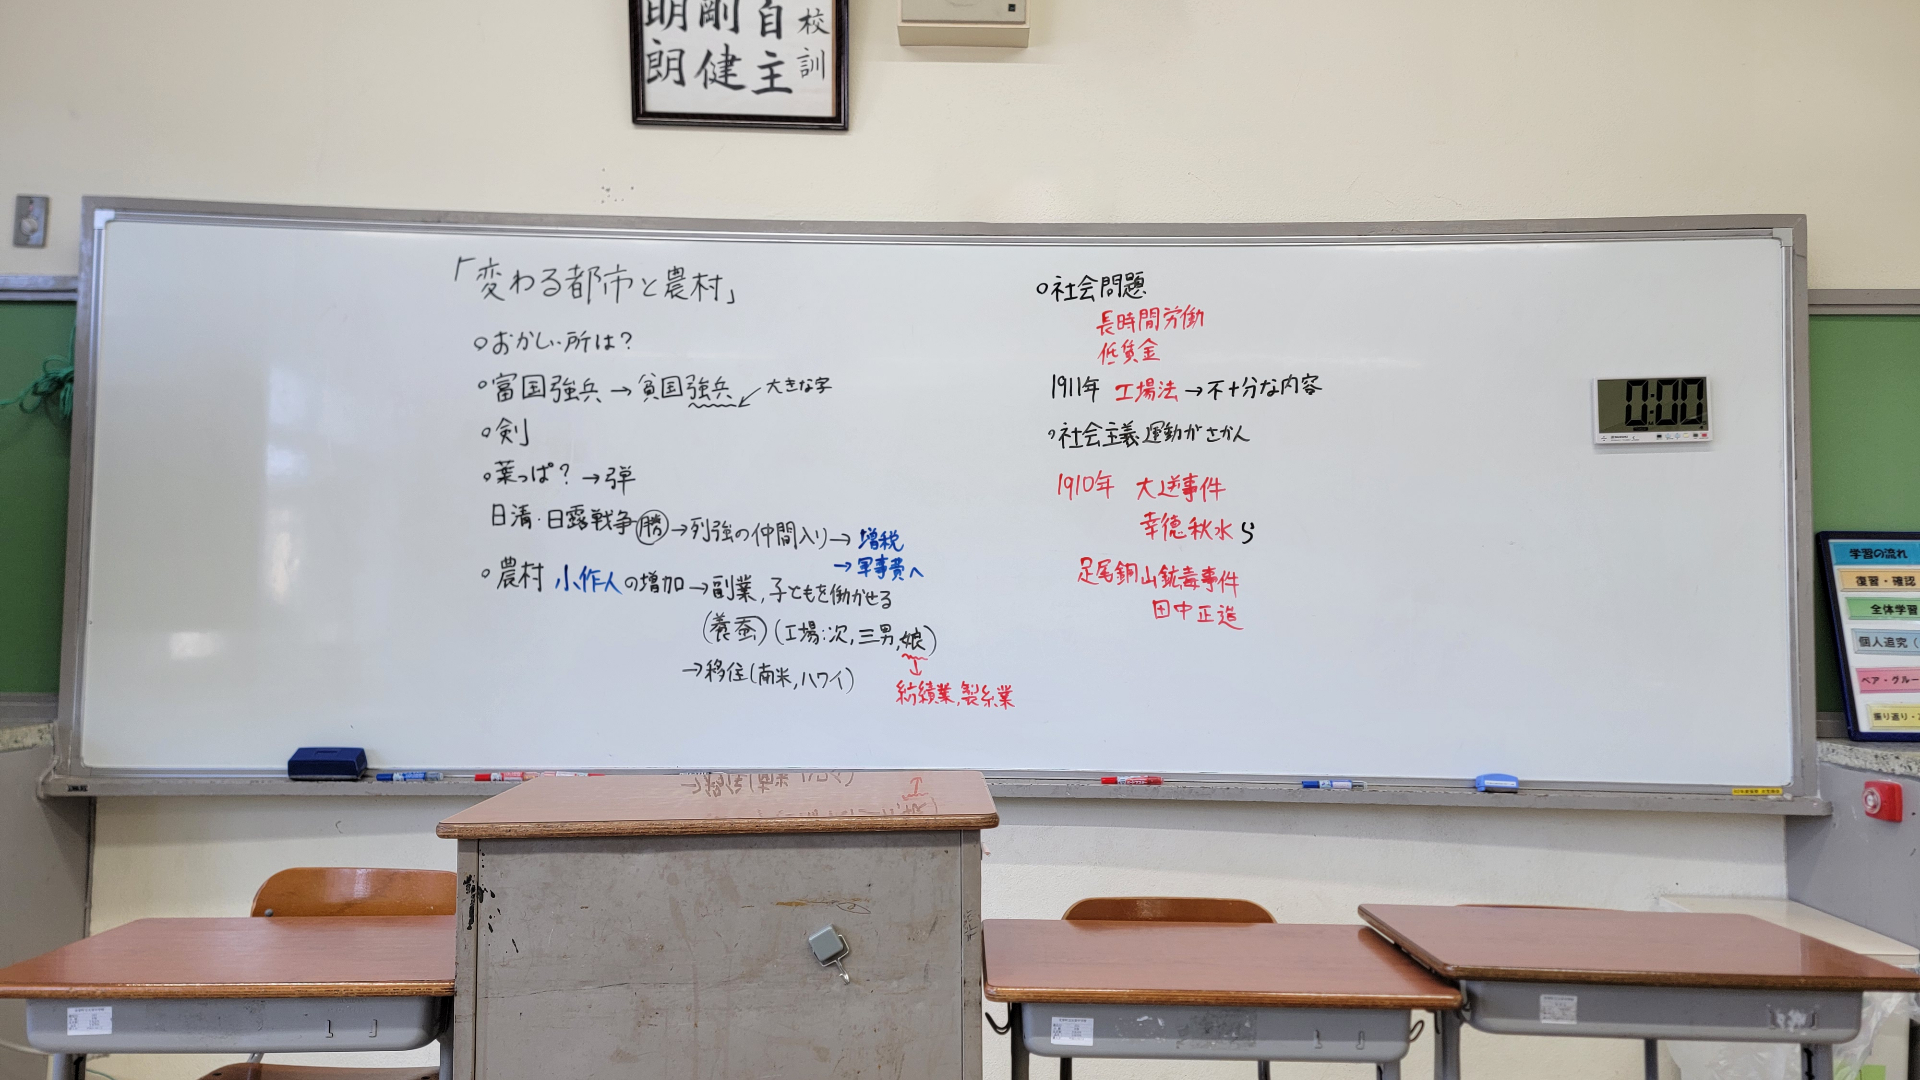 校訓
自主
剛健
明朗
「変わる都市と農村」
○おかしい所は？
○富国強兵→貧国強兵 ↙大きな字
○剣
○葉っぱ？→弾
日清・日露戦争勝→列強の仲間入り→増税
→軍事費へ
○農村 小作人の増加→副業,子どもを働かせる
(養蚕)(工場:次,三男,娘)
→移住(南米,ハワイ)
紡績業,製糸業
○社会問題
長時間労働
低賃金
1911年 工場法→不十分な内容
○社会主義運動がさかん
1910年 大逆事件
幸徳秋水ら
足尾銅山鉱毒事件
田中正造
0:00
学習の流れ
復習・確認
全体学習
個人追究（
ペア・グルー
振り返り・